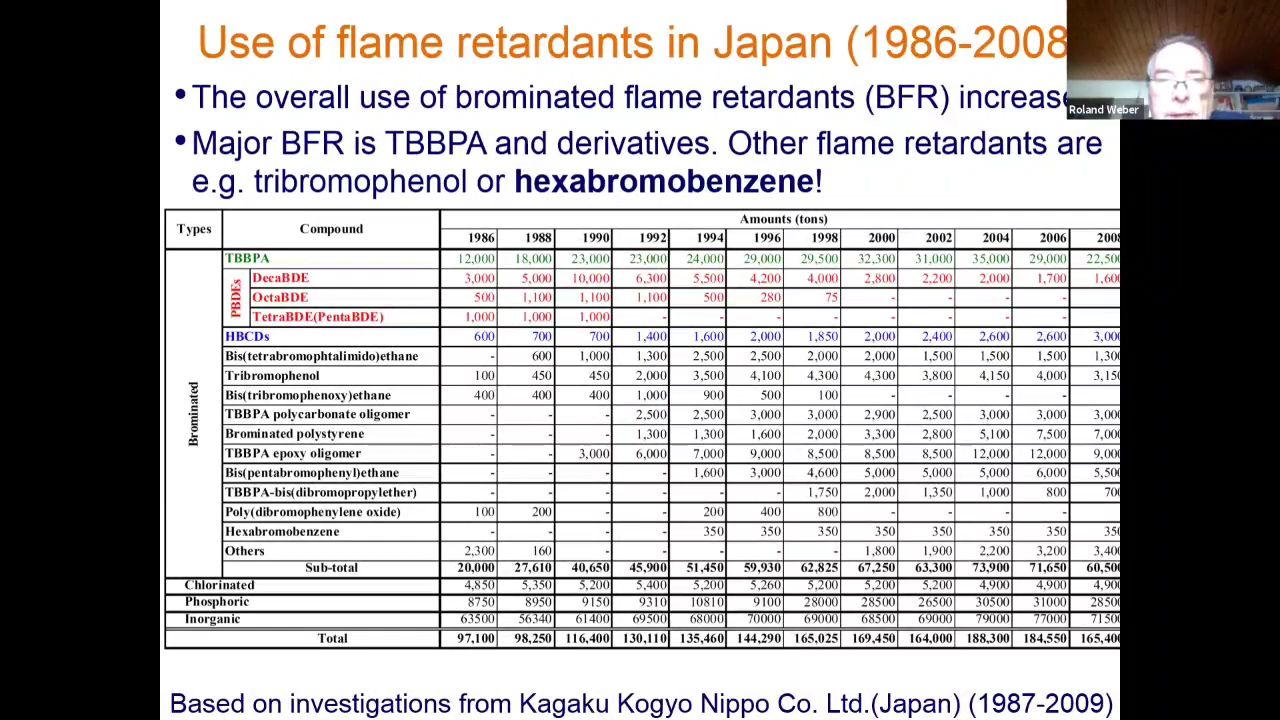 Use of flame retardants in Japan (1986-2008
Roland Weber
• The overall use of brominated flame retardants (BFR) increase
• Major BFR is TBBPA and derivatives. Other flame retardants are
e.g. tribromophenol or hexabromobenzene!
Types Compound Amounts (tons)
1986 1988 1990 1992 1994 1996 1998 2000 2002 2004 2006 2008
Brominated
TBBPA 12,000 18,000 23,000 23,000 24,000 29,000 29,500 32,300 31,000 35,000 29,000 22,500
PBDEs
DecaBDE 3,000 5,000 10,000 6,300 5,500 4,200 4,000 2,800 2,200 2,000 1,700 1,600
OctaBDE 500 1,100 1,100 1,100 500 280 75 - - - -
TetraBDE(PentaBDE) 1,000 1,000 1,000 - - - - - - - -
HBCDs 600 700 700 1,400 1,600 2,000 1,850 2,000 2,400 2,600 2,600 3,000
Bis(tetrabromophtalimido)ethane - 600 1,000 1,300 2,500 2,500 2,000 2,000 1,500 1,500 1,500 1,300
Tribromophenol 100 450 450 2,000 3,500 4,100 4,300 4,300 3,800 4,150 4,000 3,150
Bis(tribromophenoxy)ethane 400 400 400 1,000 900 500 100 - - - -
TBBPA polycarbonate oligomer - - - 2,500 2,500 3,000 3,000 2,900 2,500 3,000 3,000 3,000
Brominated polystyrene - - - 1,300 1,300 1,600 2,000 3,300 2,800 5,100 7,500 7,000
TBBPA epoxy oligomer - - 3,000 6,000 7,000 9,000 8,500 8,500 8,500 12,000 12,000 9,000
Bis(pentabromophenyl)ethane - - - - 1,600 3,000 4,600 5,000 5,000 5,000 6,000 5,500
TBBPA-bis(dibromopropylether) - - - - - - 1,750 2,000 1,350 1,000 800 700
Poly(dibromophenylene oxide) 100 200 - - 200 400 800 - - - -
Hexabromobenzene - - - - 350 350 350 350 350 350 350 350
Others 2,300 160 - - - - - 1,800 1,900 2,200 3,200 3,400
Sub-total 20,000 27,610 40,650 45,900 51,450 59,930 62,825 67,250 63,300 73,900 71,650 60,500
Chlorinated 4,850 5,350 5,200 5,400 5,200 5,260 5,200 5,200 5,200 4,900 4,900 4,900
Phosphoric 8750 8950 9150 9310 10810 9100 28000 28500 26500 30500 31000 28500
Inorganic 63500 56340 61400 69500 68000 70000 69000 68500 69000 79000 77000 71500
Total 97,100 98,250 116,400 130,110 135,460 144,290 165,025 169,450 164,000 188,300 184,550 165,400
Based on investigations from Kagaku Kogyo Nippo Co. Ltd.(Japan) (1987-2009)